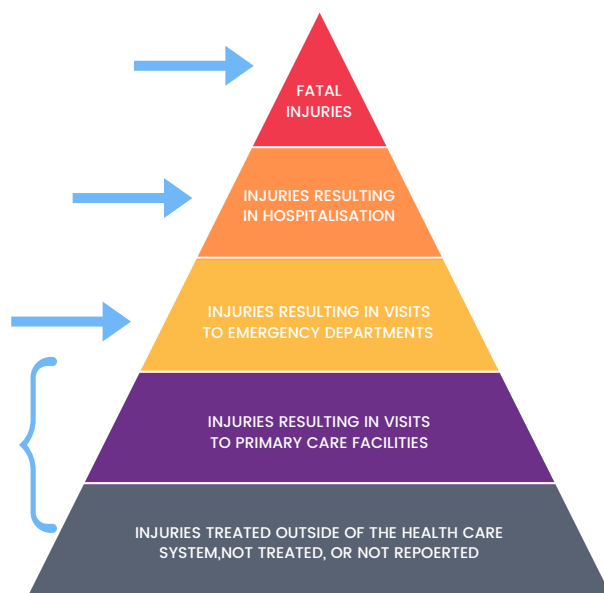 FATAL
INJURIES
INJURIES RESULTING
IN HOSPITALISATION
INJURIES RESULTING IN VISITS
TO EMERGENCY DEPARTMENTS
INJURIES RESULTING IN VISITS
TO PRIMARY CARE FACILITIES
INJURIES TREATED OUTSIDE OF THE HEALTH CARE
SYSTEM,NOT TREATED, OR NOT REPOERTED